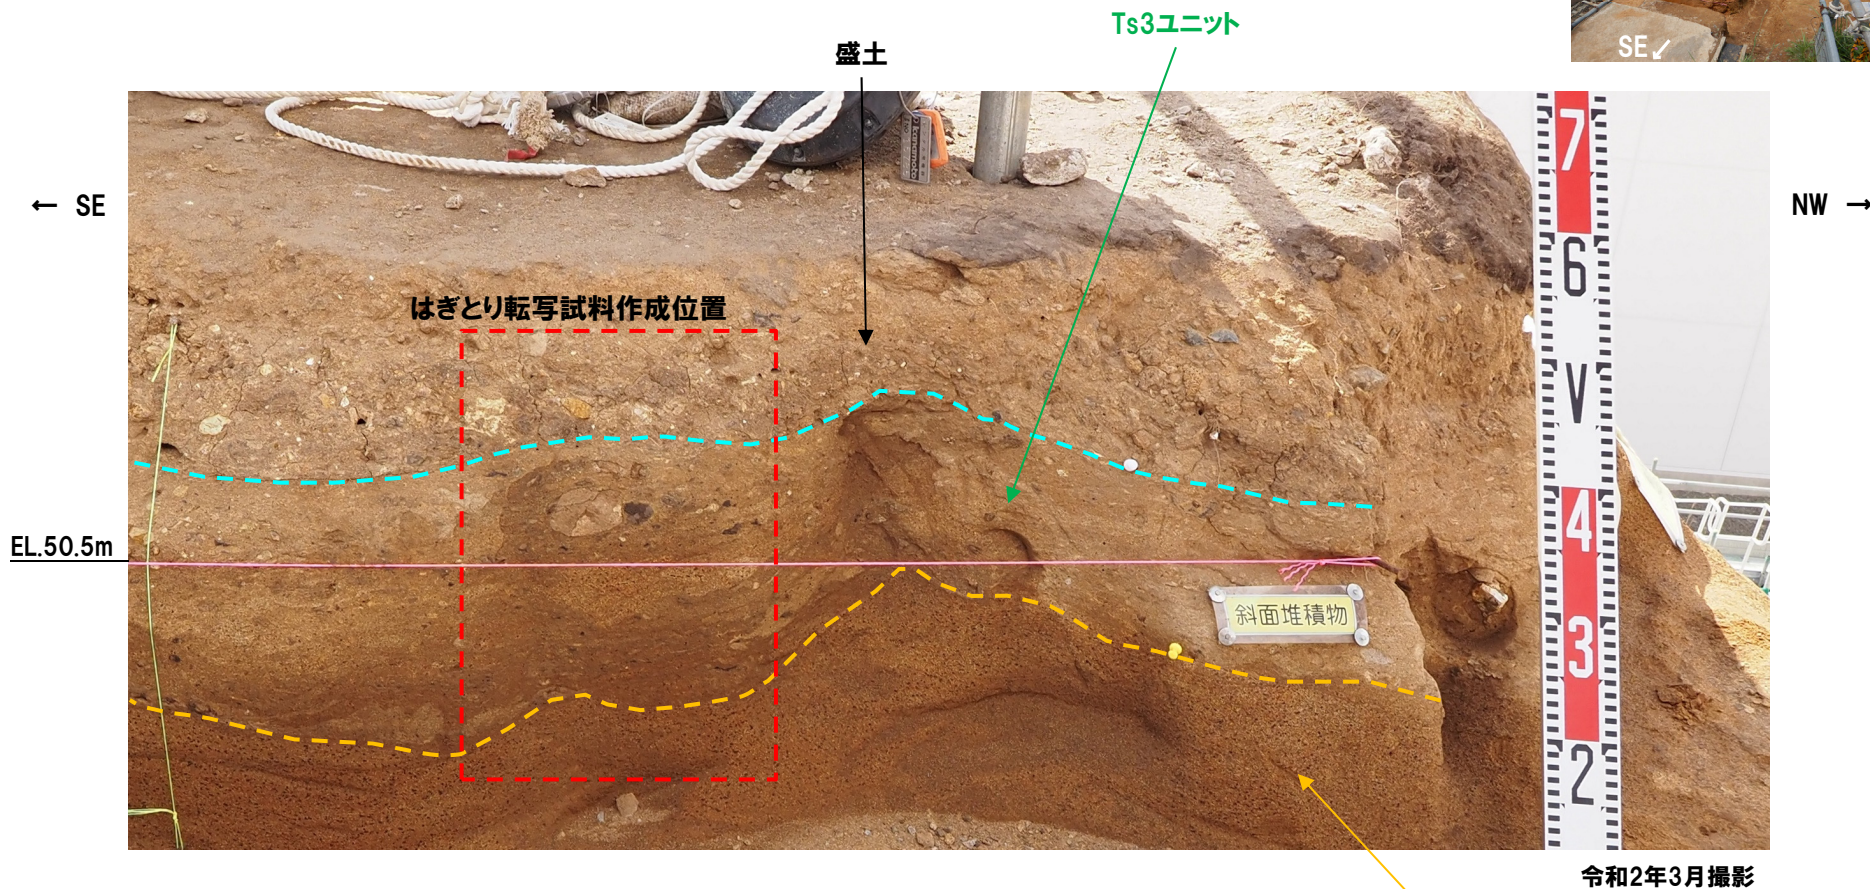 Ts3ユニット
SE↙
盛土
← SE
NW →
はぎとり転写試料作成位置
EL.50.5m
斜面堆積物
7
6
V
4
3
2
令和2年3月撮影